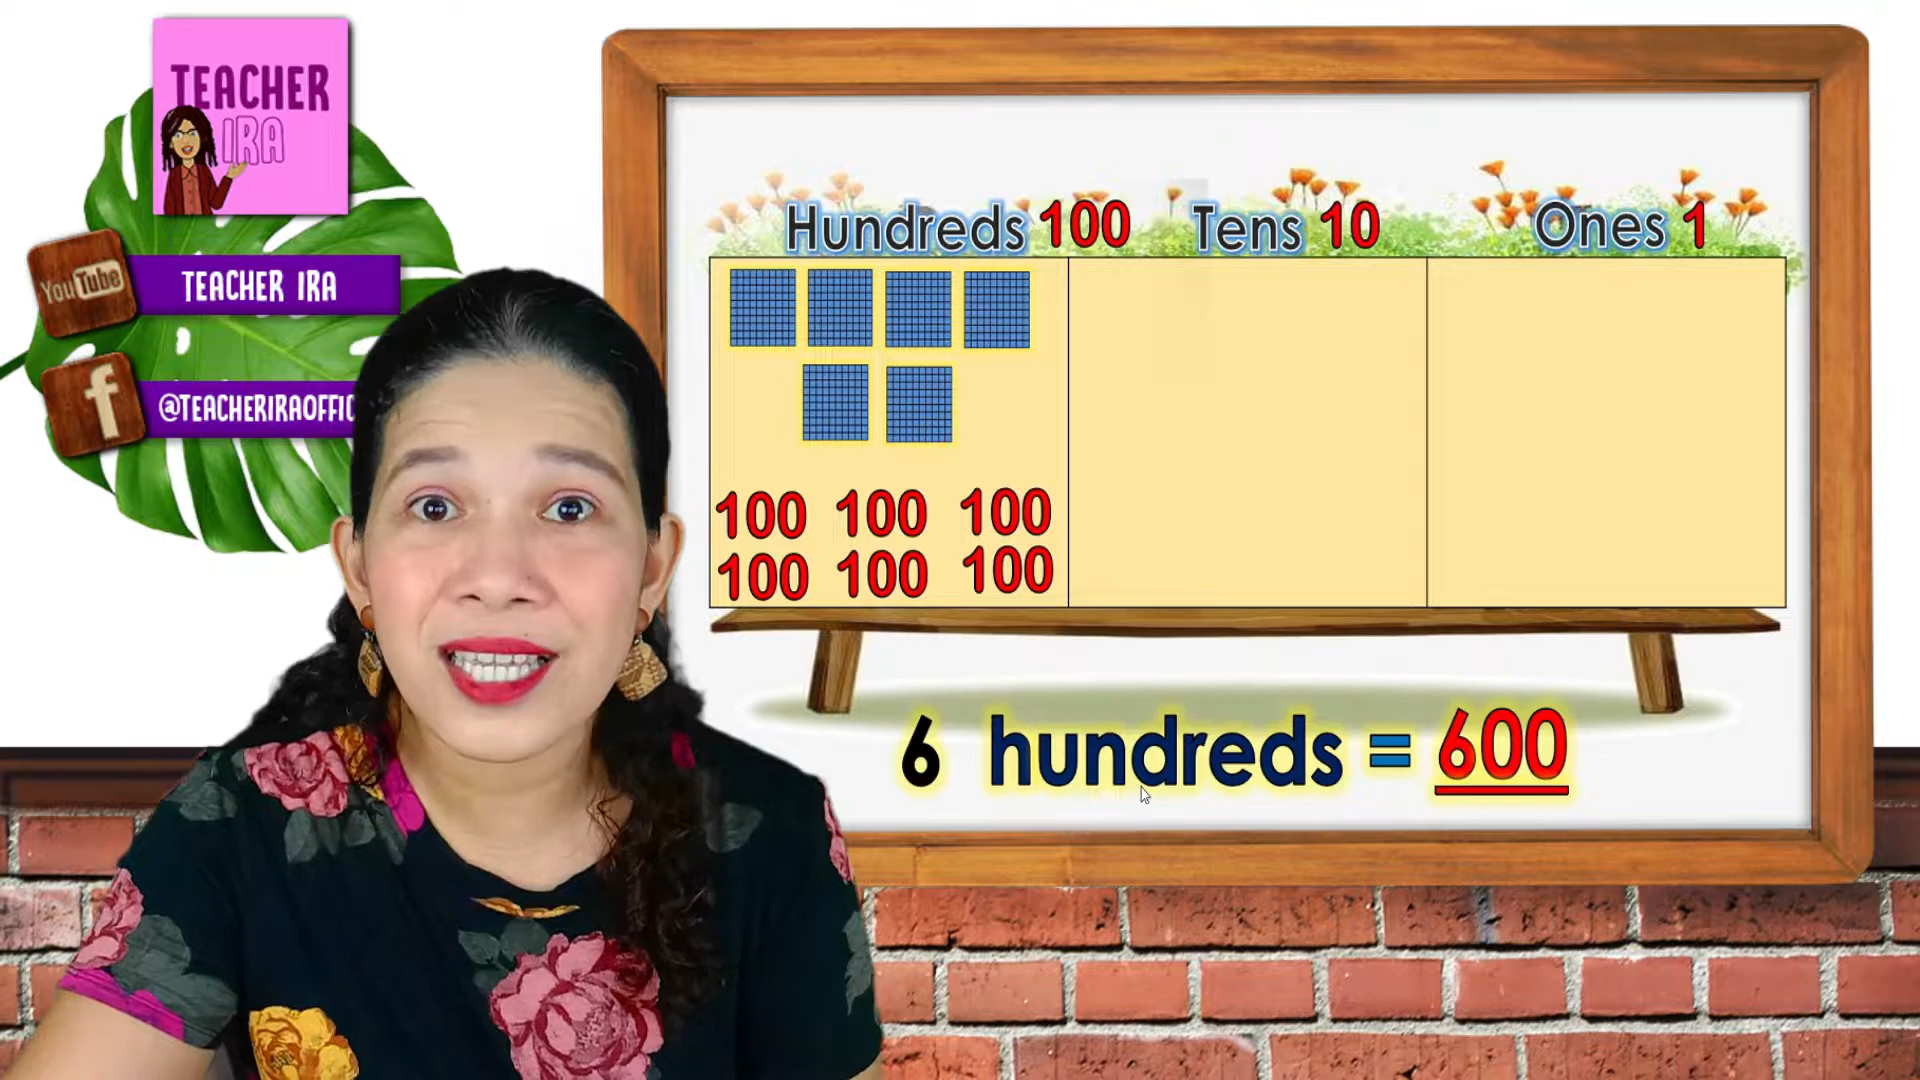 TEACHER
IRA
YouTube
TEACHER IRA
f
@TEACHERIRAOFFIC
Hundreds 100 Tens 10 Ones 1
100 100 100
100 100 100
6 hundreds = 600